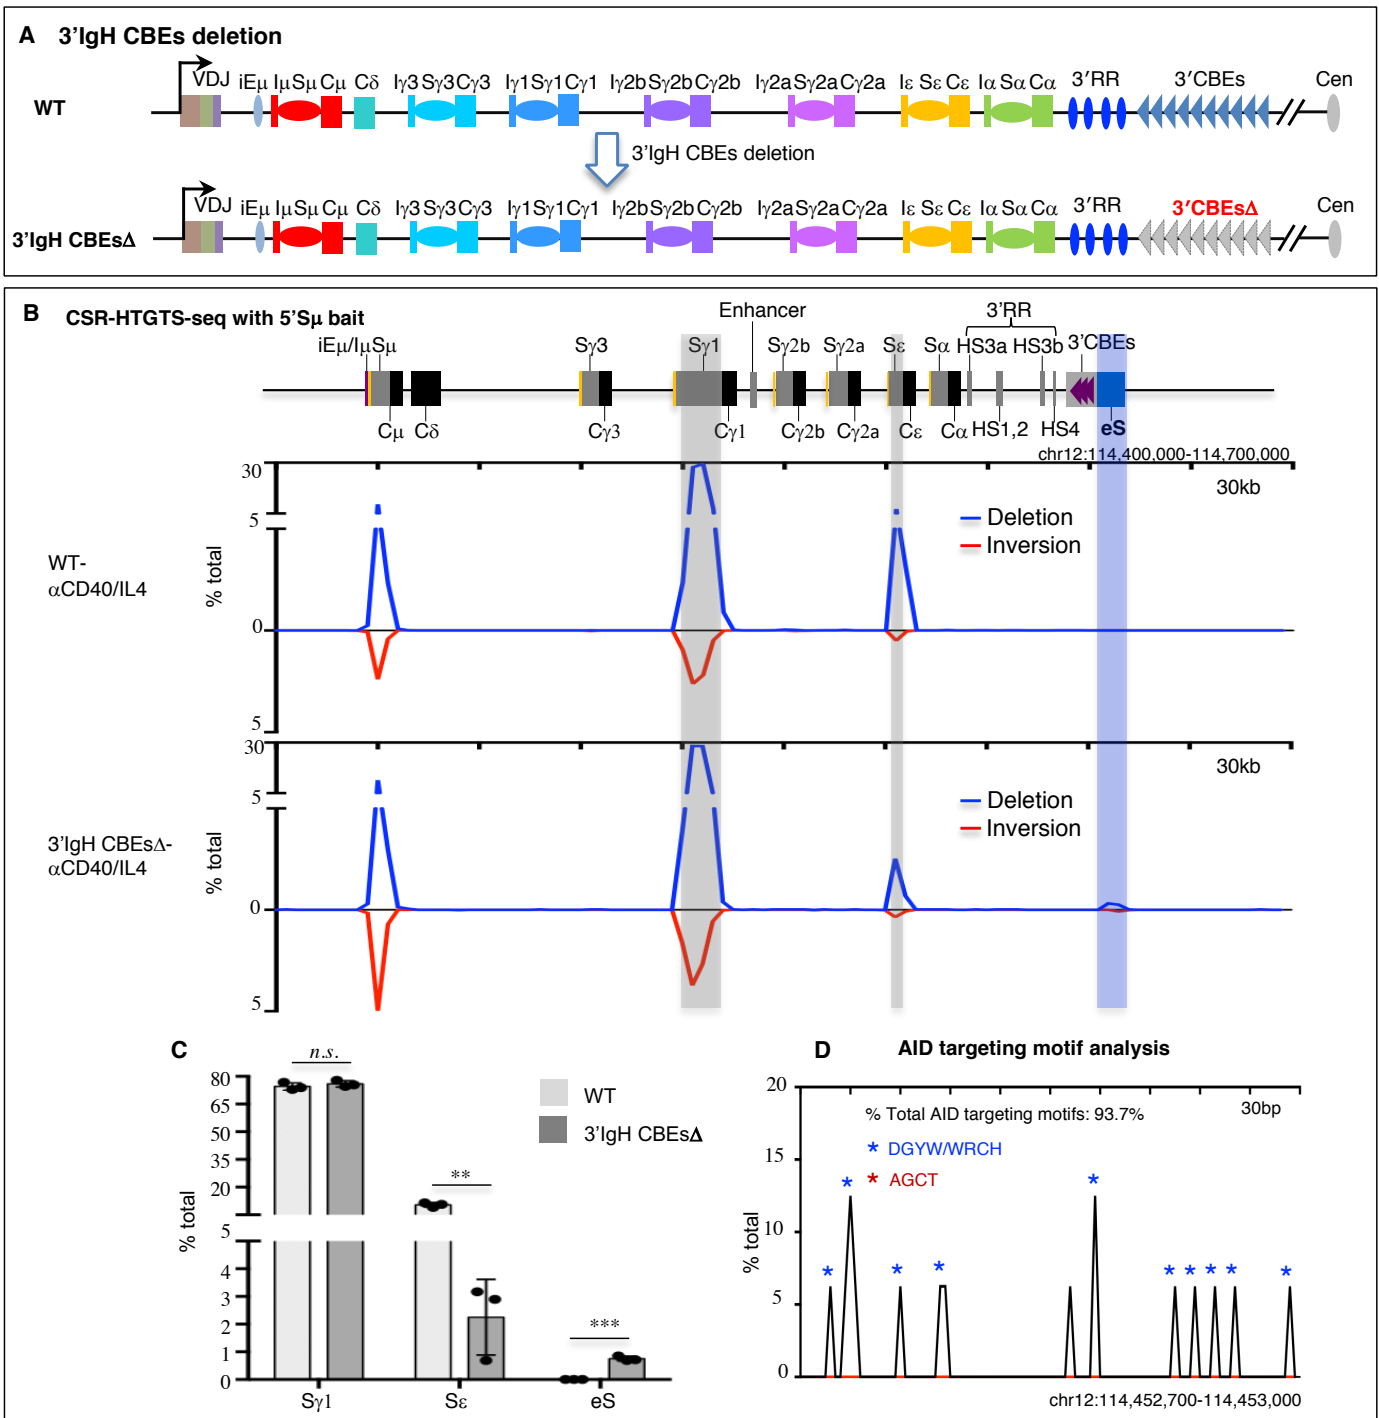 A 3'IgH CBEs deletion
VDJ iEμ Iμ Sμ Cμ Cδ Iγ3 Sγ3 Cγ3 Iγ1 Sγ1 Cγ1 Iγ2b Sγ2b Cγ2b Iγ2a Sγ2a Cγ2a Iε Sε Cε Iα Sα Cα 3'RR 3'CBEs Cen
WT
3'IgH CBEs deletion
VDJ iEμ Iμ Sμ Cμ Cδ Iγ3 Sγ3 Cγ3 Iγ1 Sγ1 Cγ1 Iγ2b Sγ2b Cγ2b Iγ2a Sγ2a Cγ2a Iε Sε Cε Iα Sα Cα 3'RR 3'CBEsΔ Cen
3'IgH CBEsΔ
B CSR-HTGTS-seq with 5'Sμ bait
Enhancer 3'RR
iEμ/IμSμ Sγ3 Sγ1 Sγ2b Sγ2a Sε Sα HS3a HS3b 3'CBEs
Cμ Cδ Cγ3 Cγ1 Cγ2b Cγ2a Cε Cα HS1,2 HS4 eS
chr12:114,400,000-114,700,000
30
30kb
5
Deletion
Inversion
WT-
αCD40/IL4
% total
0
5
30
30kb
5
Deletion
Inversion
3'IgH CBEsΔ-
αCD40/IL4
% total
0
5
C
n.s.
80
65
50
35
20
5
4
3
2
1
0
% total
**
***
WT
3'IgH CBEsΔ
Sγ1 Sε eS
D AID targeting motif analysis
20
% Total AID targeting motifs: 93.7%
30bp
* DGYW/WRCH
* AGCT
15
10
5
0
% total
* * * * * * * * * *
chr12:114,452,700-114,453,000